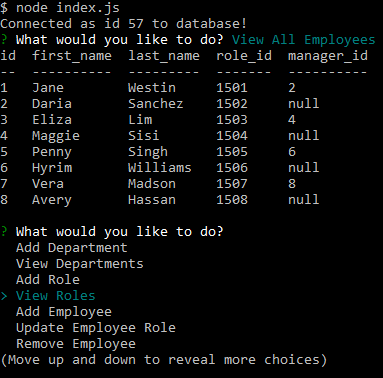 $ node index.js
Connected as id 57 to database!
? What would you like to do? View All Employees
id  first_name  last_name  role_id  manager_id
--  ----------  ---------  -------  ----------
1   Jane        Westin     1501     2
2   Daria       Sanchez    1502     null
3   Eliza       Lim        1503     4
4   Maggie      Sisi       1504     null
5   Penny       Singh      1505     6
6   Hyrim       Williams   1506     null
7   Vera        Madson     1507     8
8   Avery       Hassan     1508     null
? What would you like to do?
  Add Department
  View Departments
  Add Role
> View Roles
  Add Employee
  Update Employee Role
  Remove Employee
(Move up and down to reveal more choices)